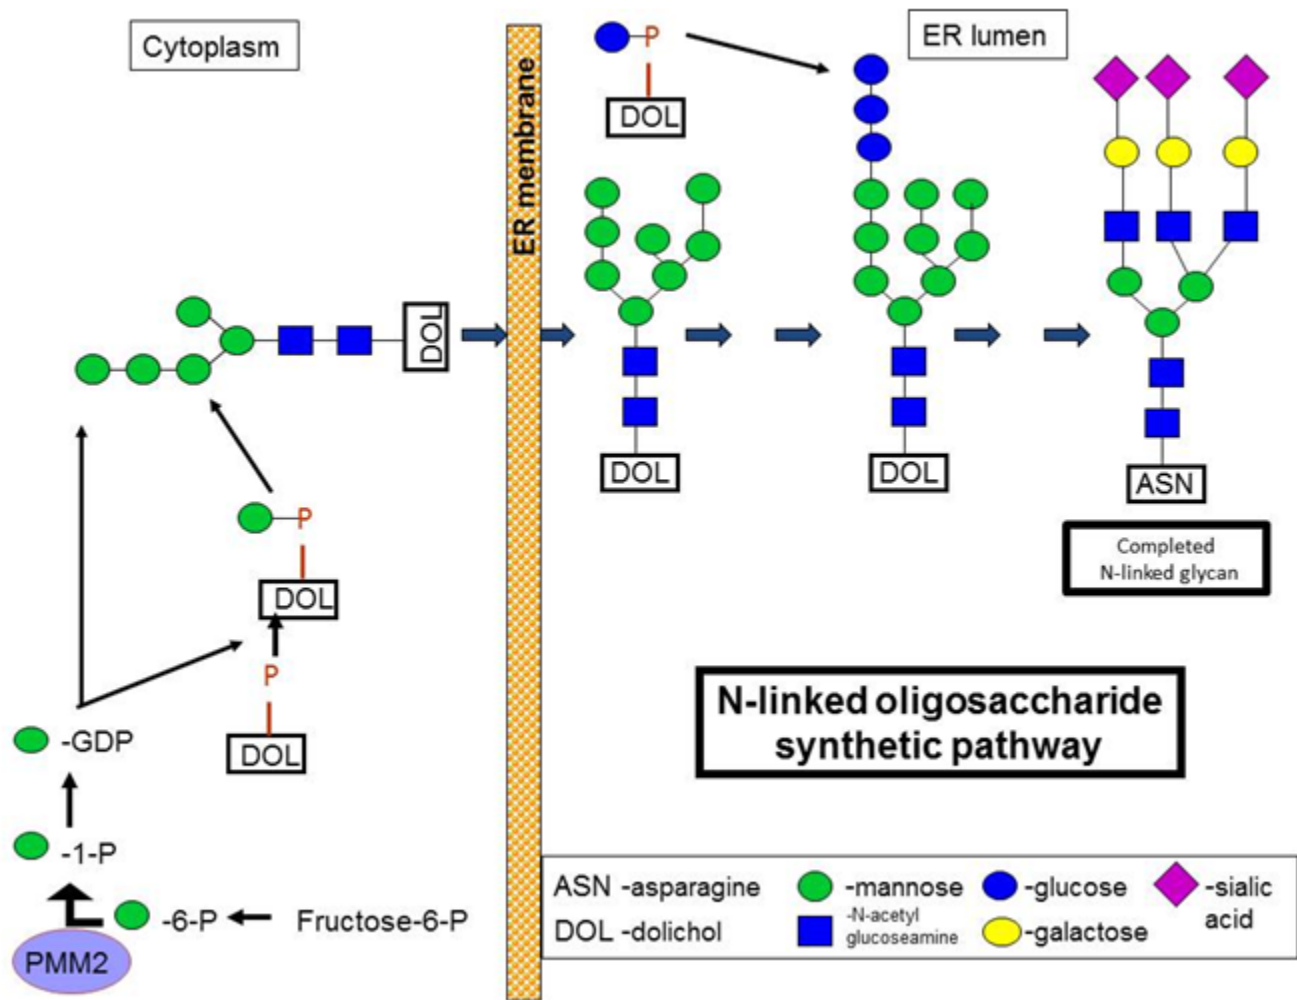 Cytoplasm
ER membrane
P
DOL
ER lumen
DOL
P
DOL
P
DOL
-GDP
-1-P
-6-P
Fructose-6-P
PMM2
DOL
DOL
ASN
Completed
N-linked glycan
N-linked oligosaccharide
synthetic pathway
ASN -asparagine
-mannose
-glucose
-sialic
acid
DOL -dolichol
-N-acetyl
glucoseamine
-galactose